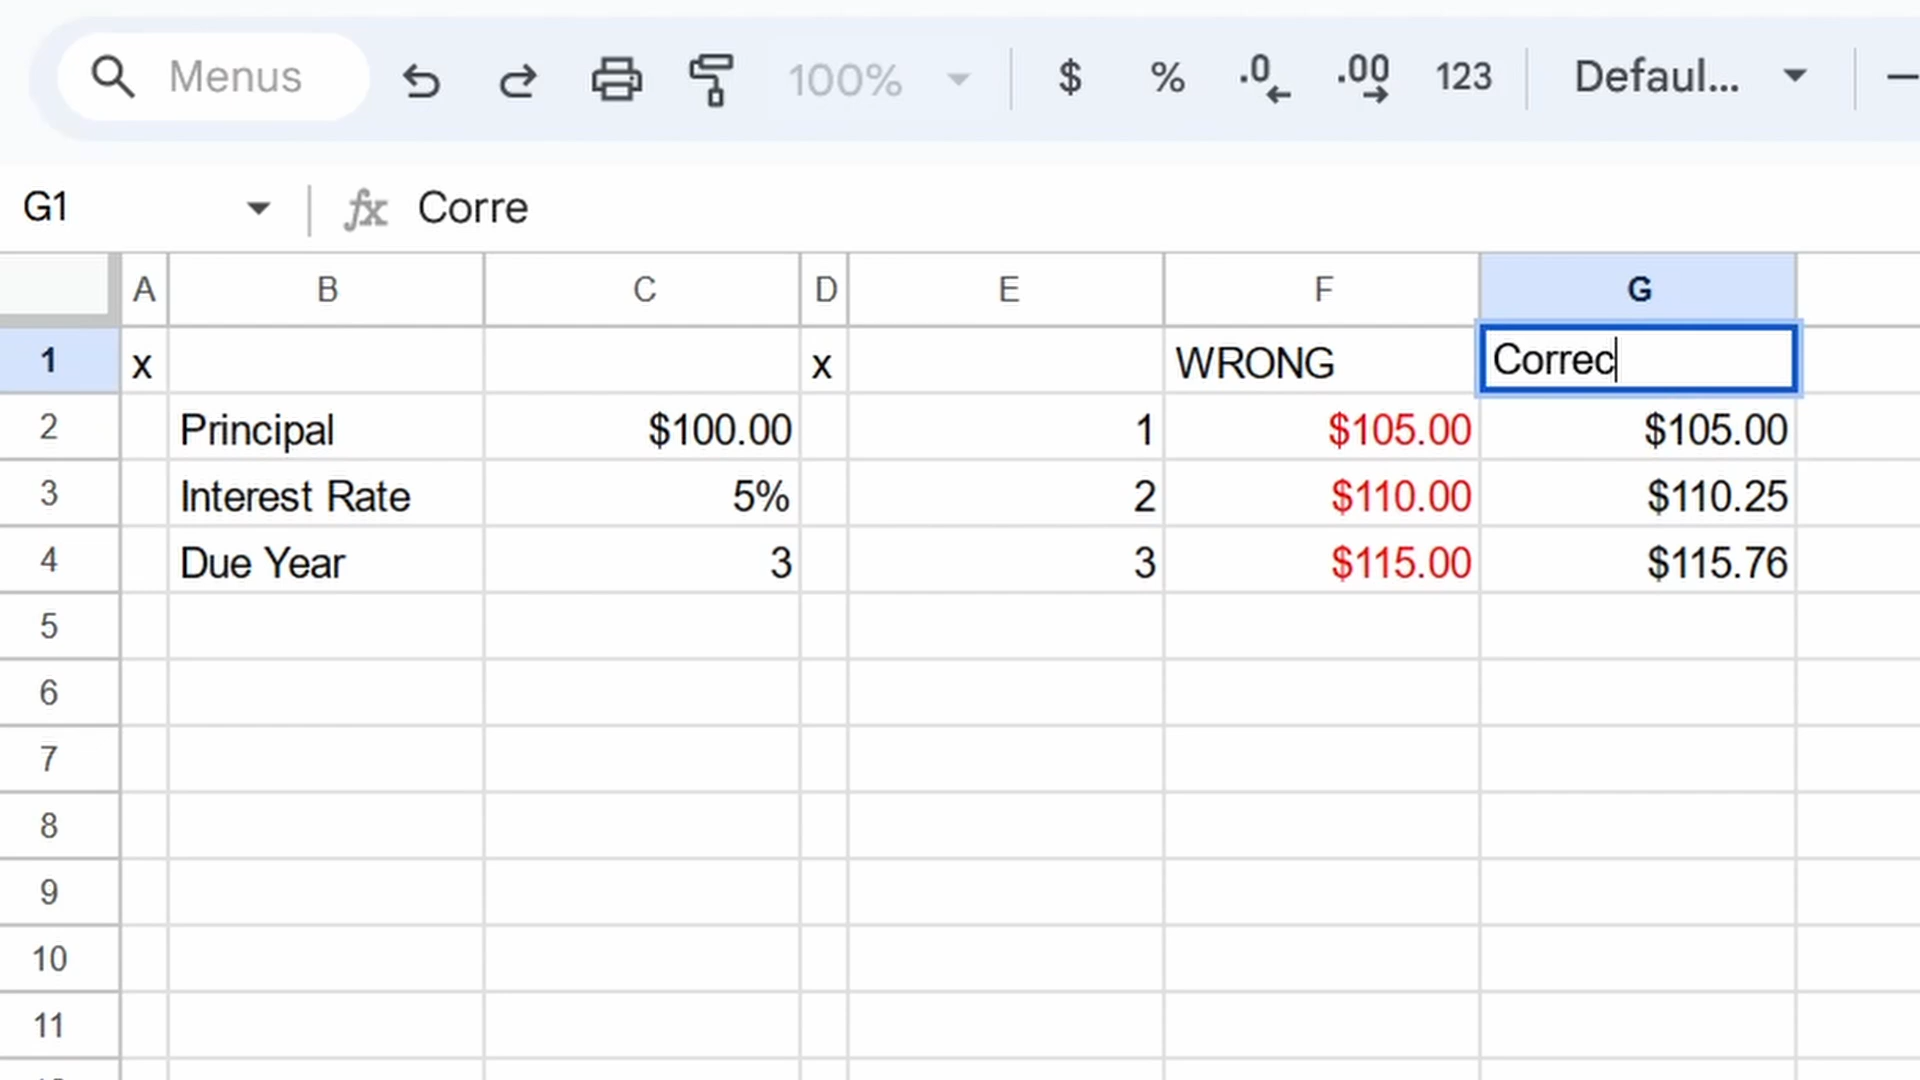 Menus 100% $ % .0 .00 123 Defaul...
G1 fx Corre
A B C D E F G
1 x x WRONG Correc
2 Principal $100.00 1 $105.00 $105.00
3 Interest Rate 5% 2 $110.00 $110.25
4 Due Year 3 3 $115.00 $115.76
5
6
7
8
9
10
11